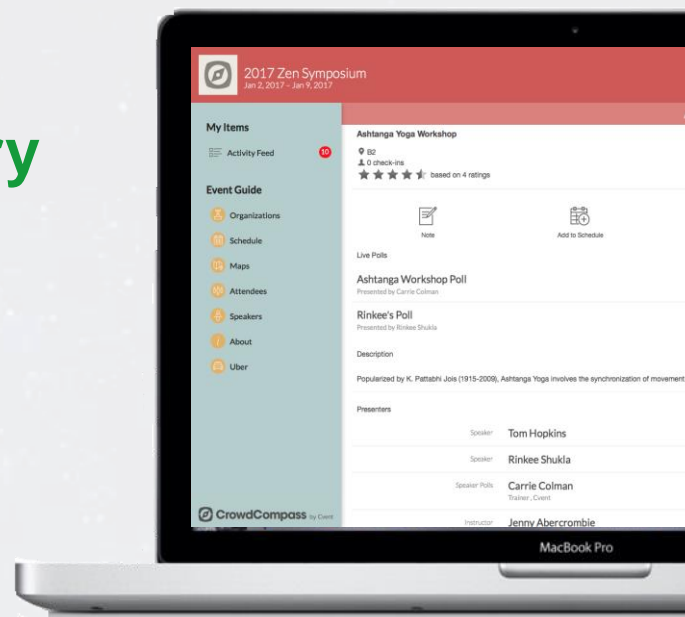 ry
2017 Zen Symposium
Jan 2, 2017 – Jan 9, 2017
My Items
Activity Feed 10
Event Guide
Organizations
Schedule
Maps
Attendees
Speakers
About
Uber
CrowdCompass by Cvent
Ashtanga Yoga Workshop
B2
0 check-ins
based on 4 ratings
Note
Add to Schedule
Live Polls
Ashtanga Workshop Poll
Presented by Carrie Colman
Rinkee's Poll
Presented by Rinkee Shukla
Description
Popularized by K. Pattabhi Jois (1915-2009), Ashtanga Yoga involves the synchronization of movement
Presenters
Speaker Tom Hopkins
Speaker Rinkee Shukla
Speaker Polls Carrie Colman
Trainer, Cvent
Instructor Jenny Abercrombie
MacBook Pro